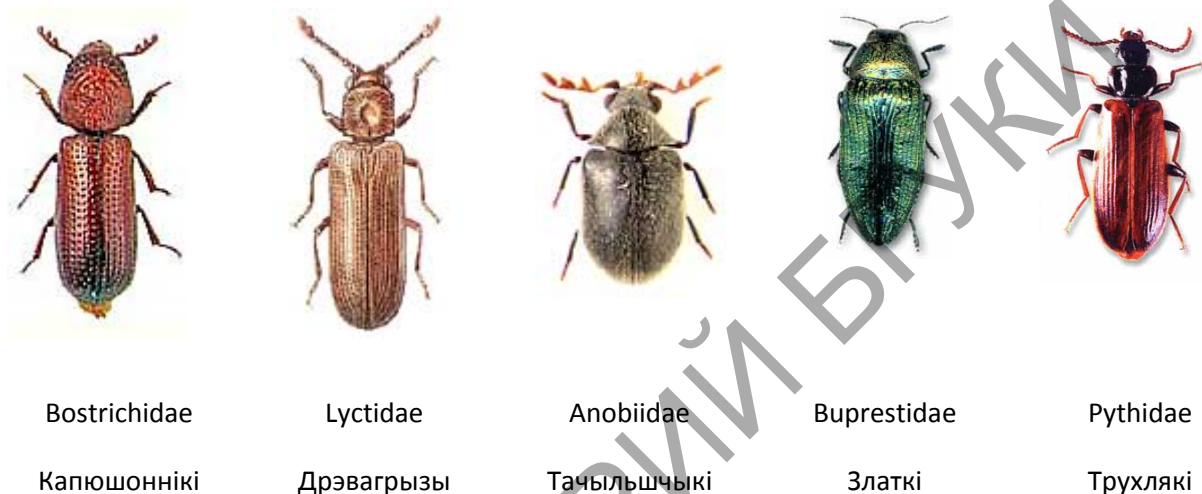 Bostrichidae Lyctidae Anobiidae Buprestidae Pythidae
Капюшоннікі Дрэвагрызы Тачыльшчыкі Златкі Трухлякі